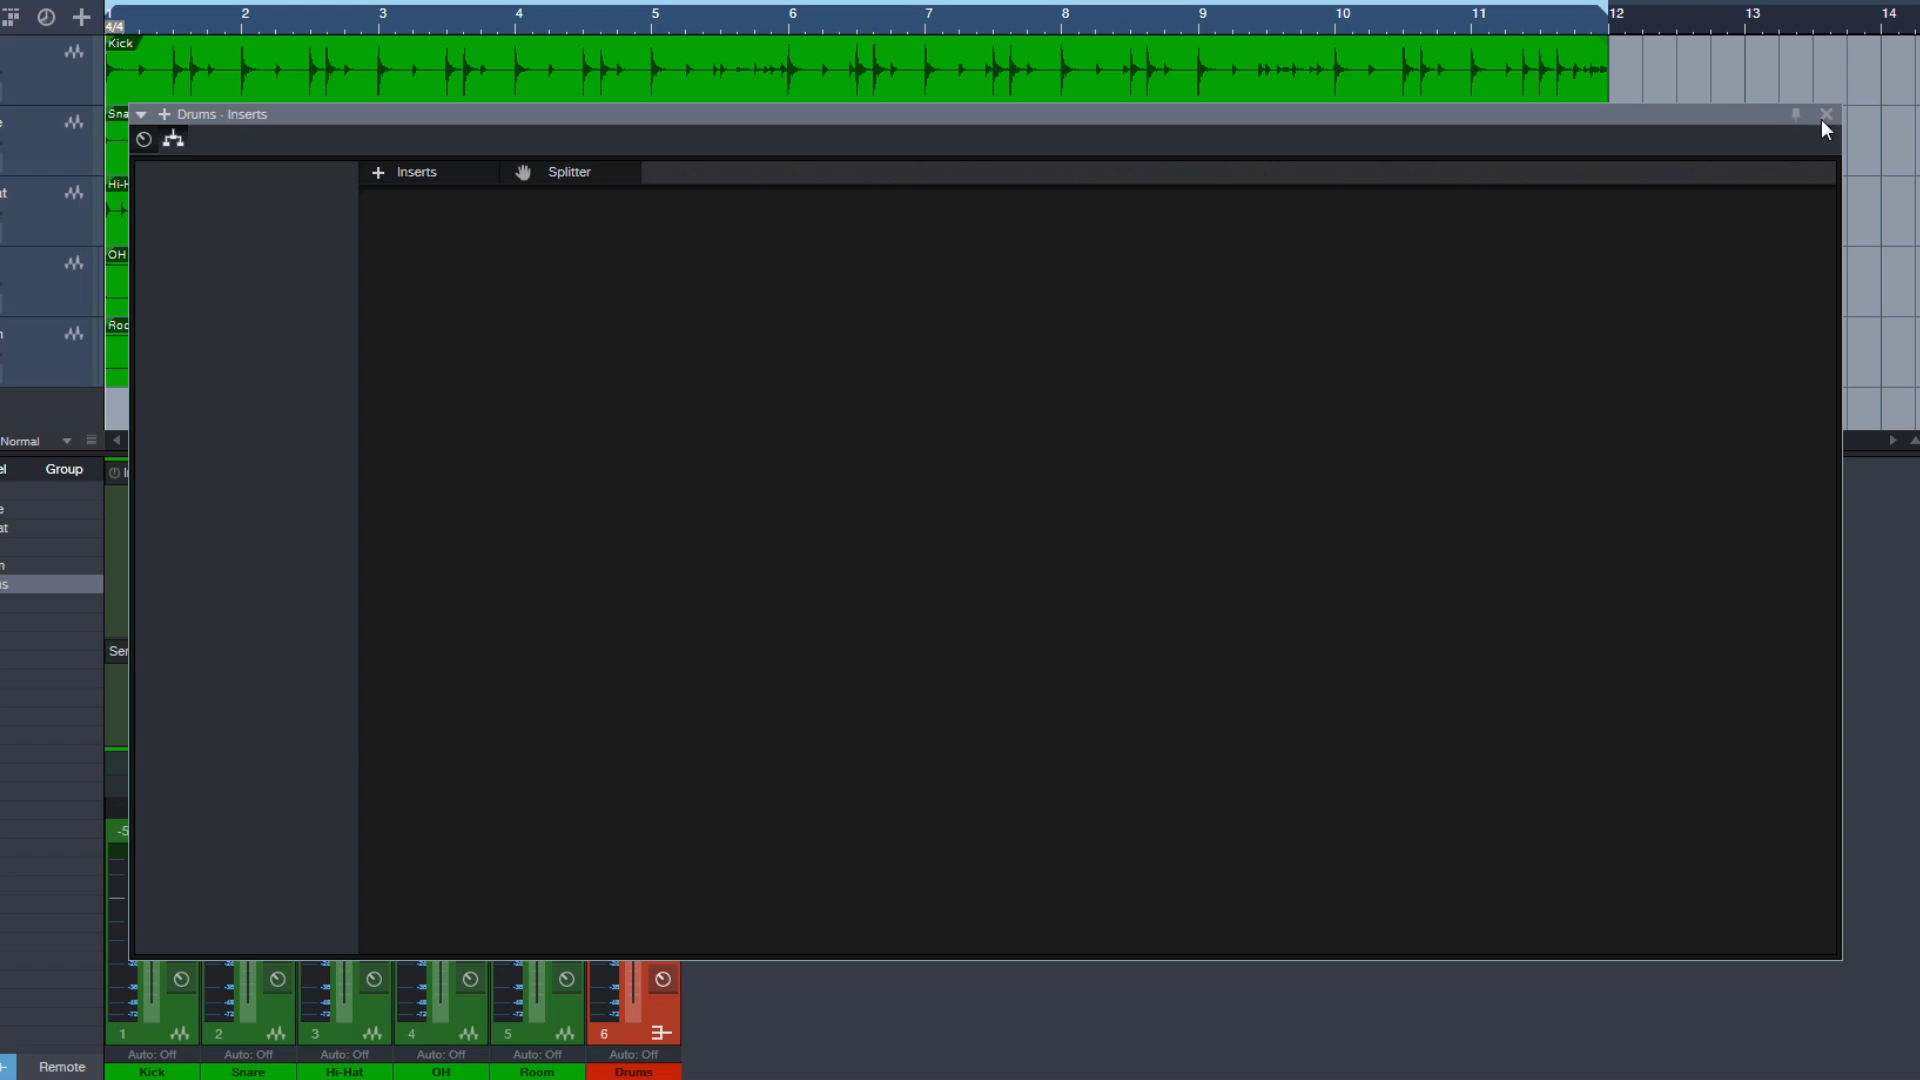 2 3 4 5 6 7 8 9 10 11 12 13 14
4/4
Kick
Sna
Drums - Inserts
Inserts Splitter
Hi-H
OH
Roo
Normal
Group
Ser
-5
1 2 3 4 5 6
Auto: Off Auto: Off Auto: Off Auto: Off Auto: Off Auto: Off
Remote Kick Snare Hi-Hat OH Room Drums